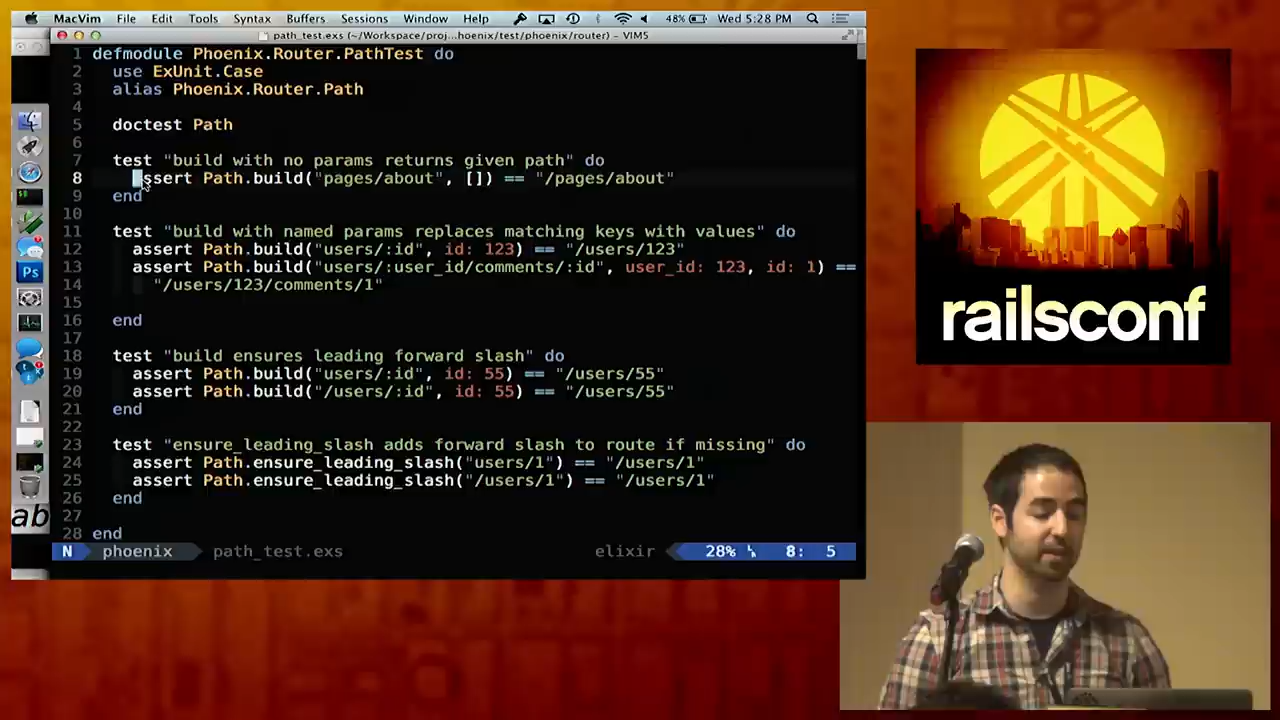 MacVim File Edit Tools Syntax Buffers Sessions Window Help 48% Wed 5:28 PM
path_test.exs (~/Workspace/proj...hoenix/test/phoenix/router) – VIM5
1 defmodule Phoenix.Router.PathTest do
2 use ExUnit.Case
3 alias Phoenix.Router.Path
4
5 doctest Path
6
7 test "build with no params returns given path" do
8 assert Path.build("pages/about", []) == "/pages/about"
9 end
10
11 test "build with named params replaces matching keys with values" do
12 assert Path.build("users/:id", id: 123) == "/users/123"
13 assert Path.build("users/:user_id/comments/:id", user_id: 123, id: 1) ==
14 "/users/123/comments/1"
15
16 end
17
18 test "build ensures leading forward slash" do
19 assert Path.build("users/:id", id: 55) == "/users/55"
20 assert Path.build("/users/:id", id: 55) == "/users/55"
21 end
22
23 test "ensure_leading_slash adds forward slash to route if missing" do
24 assert Path.ensure_leading_slash("users/1") == "/users/1"
25 assert Path.ensure_leading_slash("/users/1") == "/users/1"
26 end
27
28 end
N phoenix path_test.exs elixir 28% 8: 5
Ps
ab
railsconf